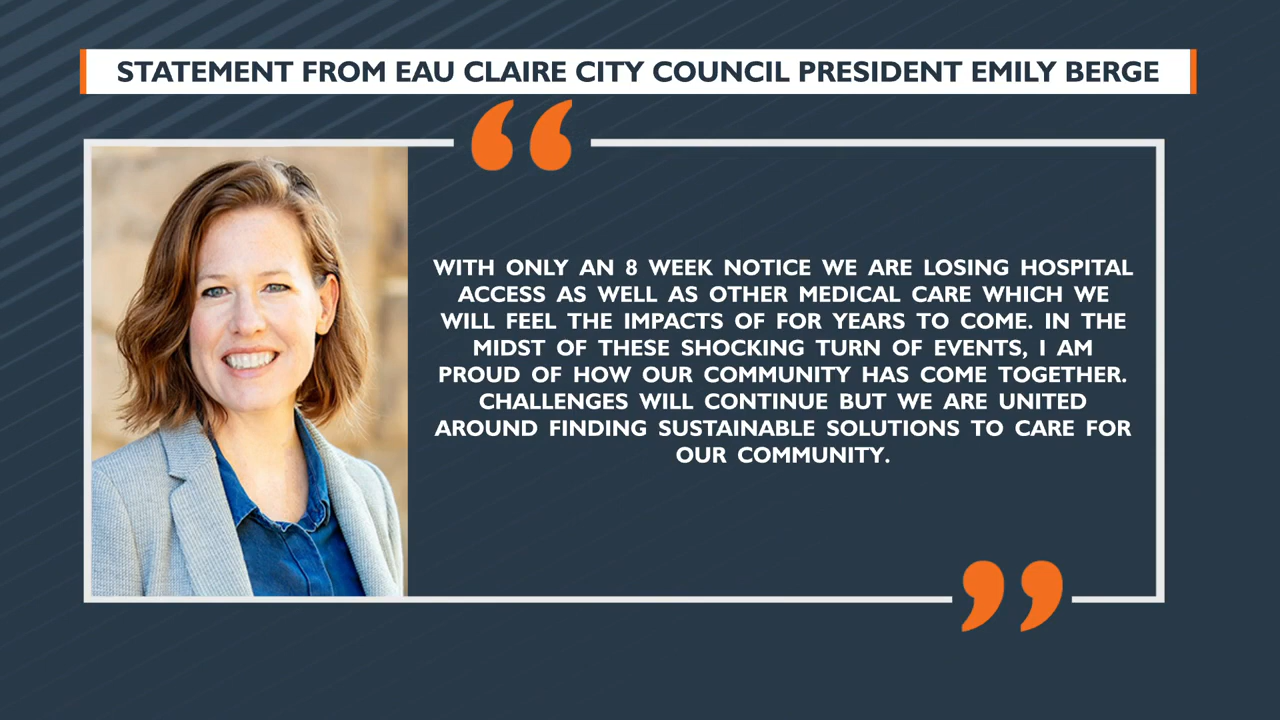 STATEMENT FROM EAU CLAIRE CITY COUNCIL PRESIDENT EMILY BERGE
“
WITH ONLY AN 8 WEEK NOTICE WE ARE LOSING HOSPITAL
ACCESS AS WELL AS OTHER MEDICAL CARE WHICH WE
WILL FEEL THE IMPACTS OF FOR YEARS TO COME. IN THE
MIDST OF THESE SHOCKING TURN OF EVENTS, I AM
PROUD OF HOW OUR COMMUNITY HAS COME TOGETHER.
CHALLENGES WILL CONTINUE BUT WE ARE UNITED
AROUND FINDING SUSTAINABLE SOLUTIONS TO CARE FOR
OUR COMMUNITY.
”